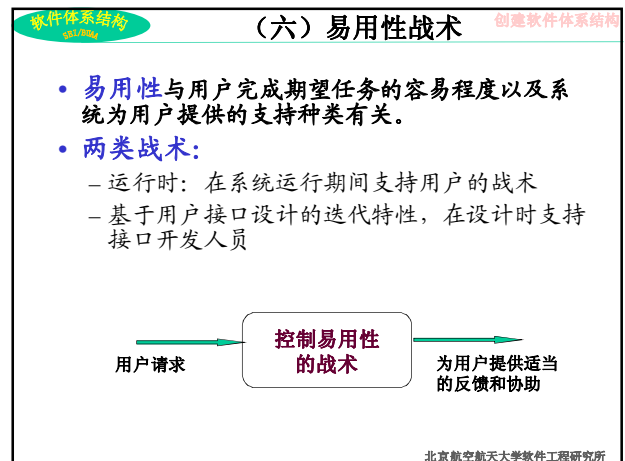 软件体系结构
SEI/BUAA
(六)易用性战术
创建软件体系结构
• 易用性与用户完成期望任务的容易程度以及系
统为用户提供的支持种类有关。
• 两类战术:
– 运行时:在系统运行期间支持用户的战术
– 基于用户接口设计的迭代特性,在设计时支持
接口开发人员
用户请求
控制易用性
的战术
为用户提供适当
的反馈和协助
北京航空航天大学软件工程研究所